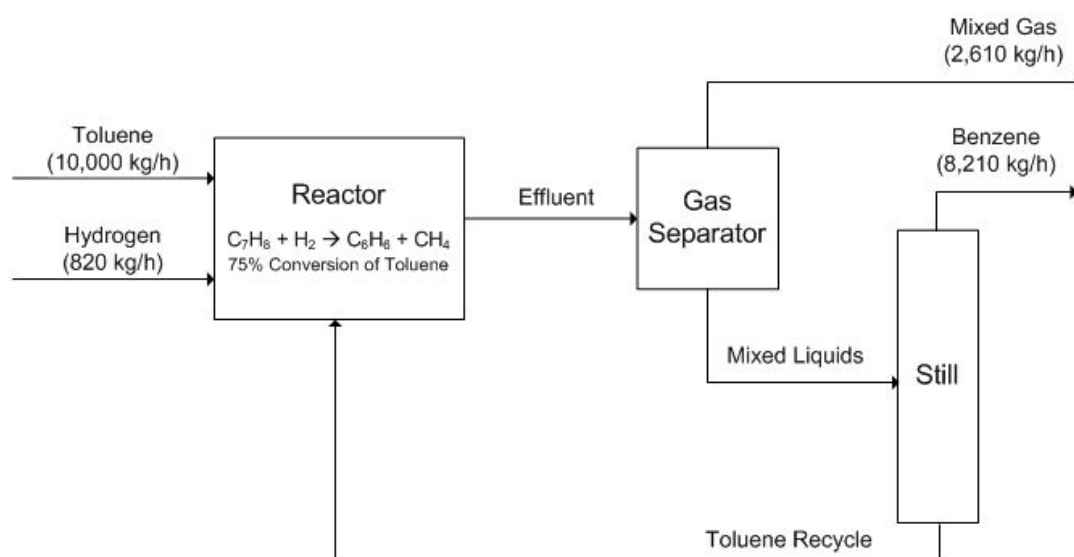 Mixed Gas
(2,610 kg/h)
Toluene
(10,000 kg/h)
Benzene
(8,210 kg/h)
Reactor
Effluent
Gas
Separator
Hydrogen
(820 kg/h)
C₇H₈ + H₂ → C₆H₆ + CH₄
75% Conversion of Toluene
Mixed Liquids
Still
Toluene Recycle